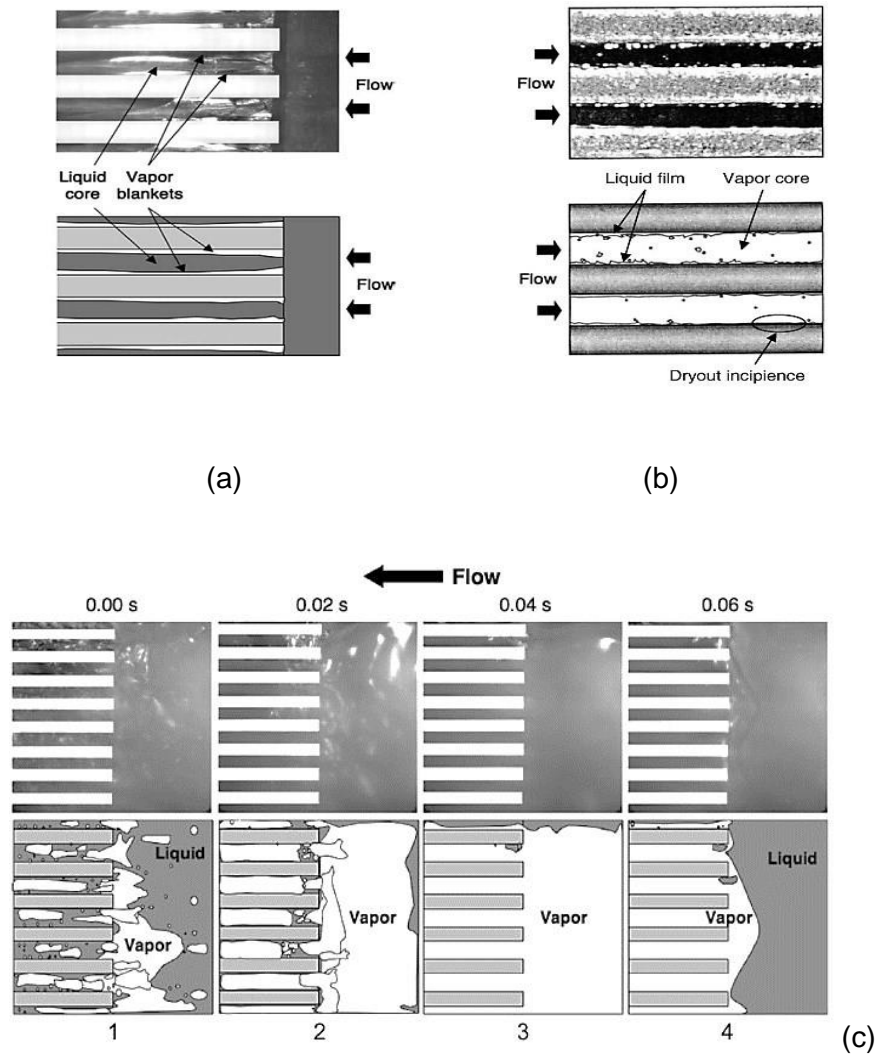 Flow
Liquid core
Vapor blankets
Flow
(a)
Flow
Liquid film
Vapor core
Flow
Dryout incipience
(b)
Flow
0.00 s
0.02 s
0.04 s
0.06 s
Liquid
Vapor
Vapor
Vapor
Liquid
Vapor
1
2
3
4
(c)